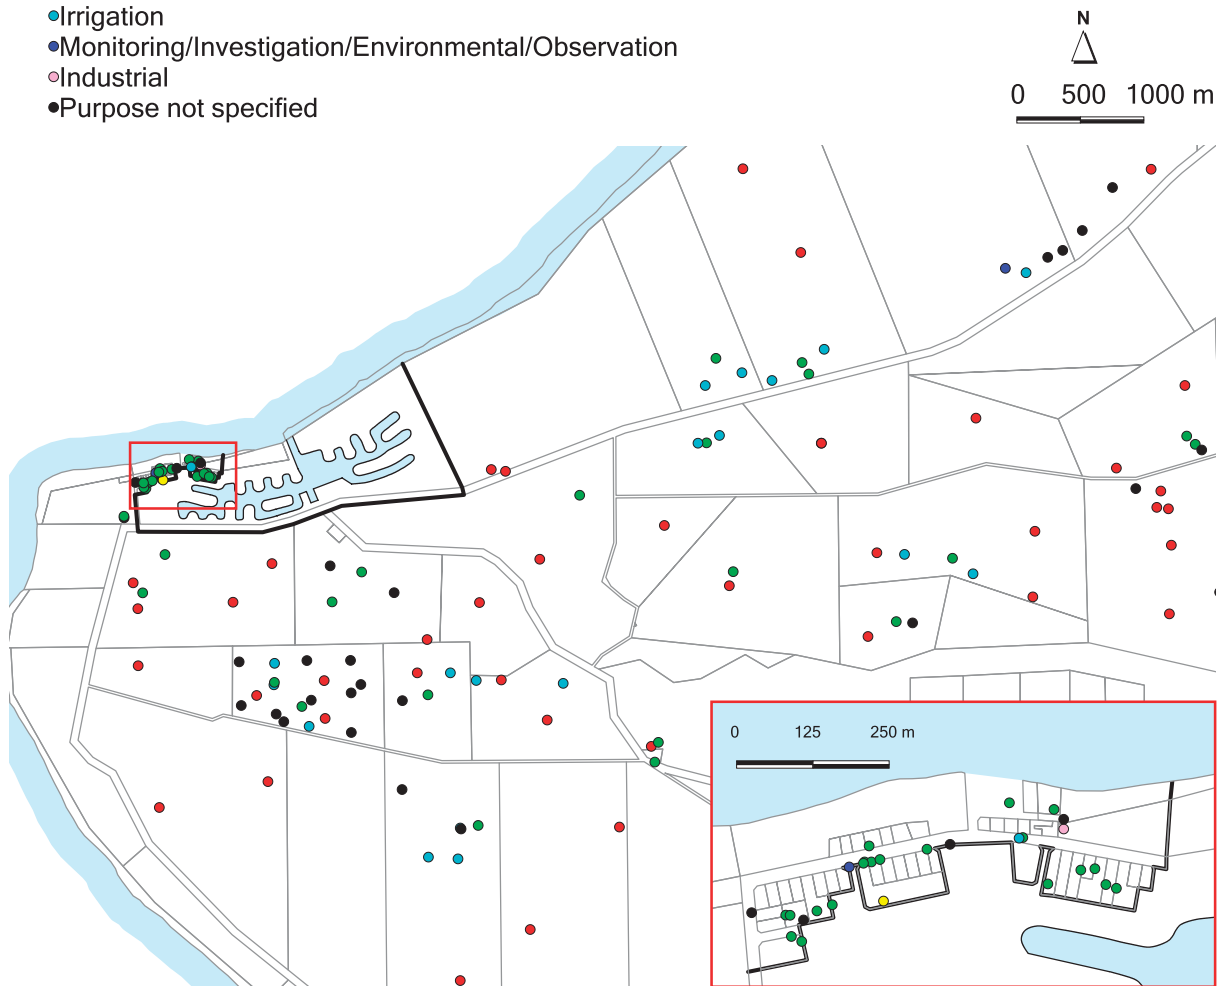 Irrigation
Monitoring/Investigation/Environmental/Observation
Industrial
Purpose not specified
N
0 500 1000 m
0 125 250 m